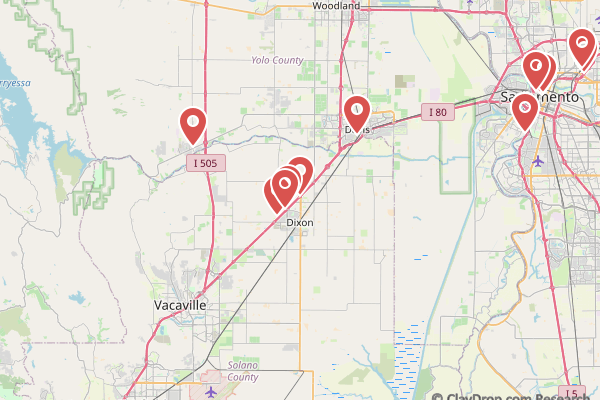 Woodland
Yolo County
rryessa
I 80
Sacramento
Davis
I 505
Dixon
Vacaville
Solano
County
I 5
© ClayDrop.com Research